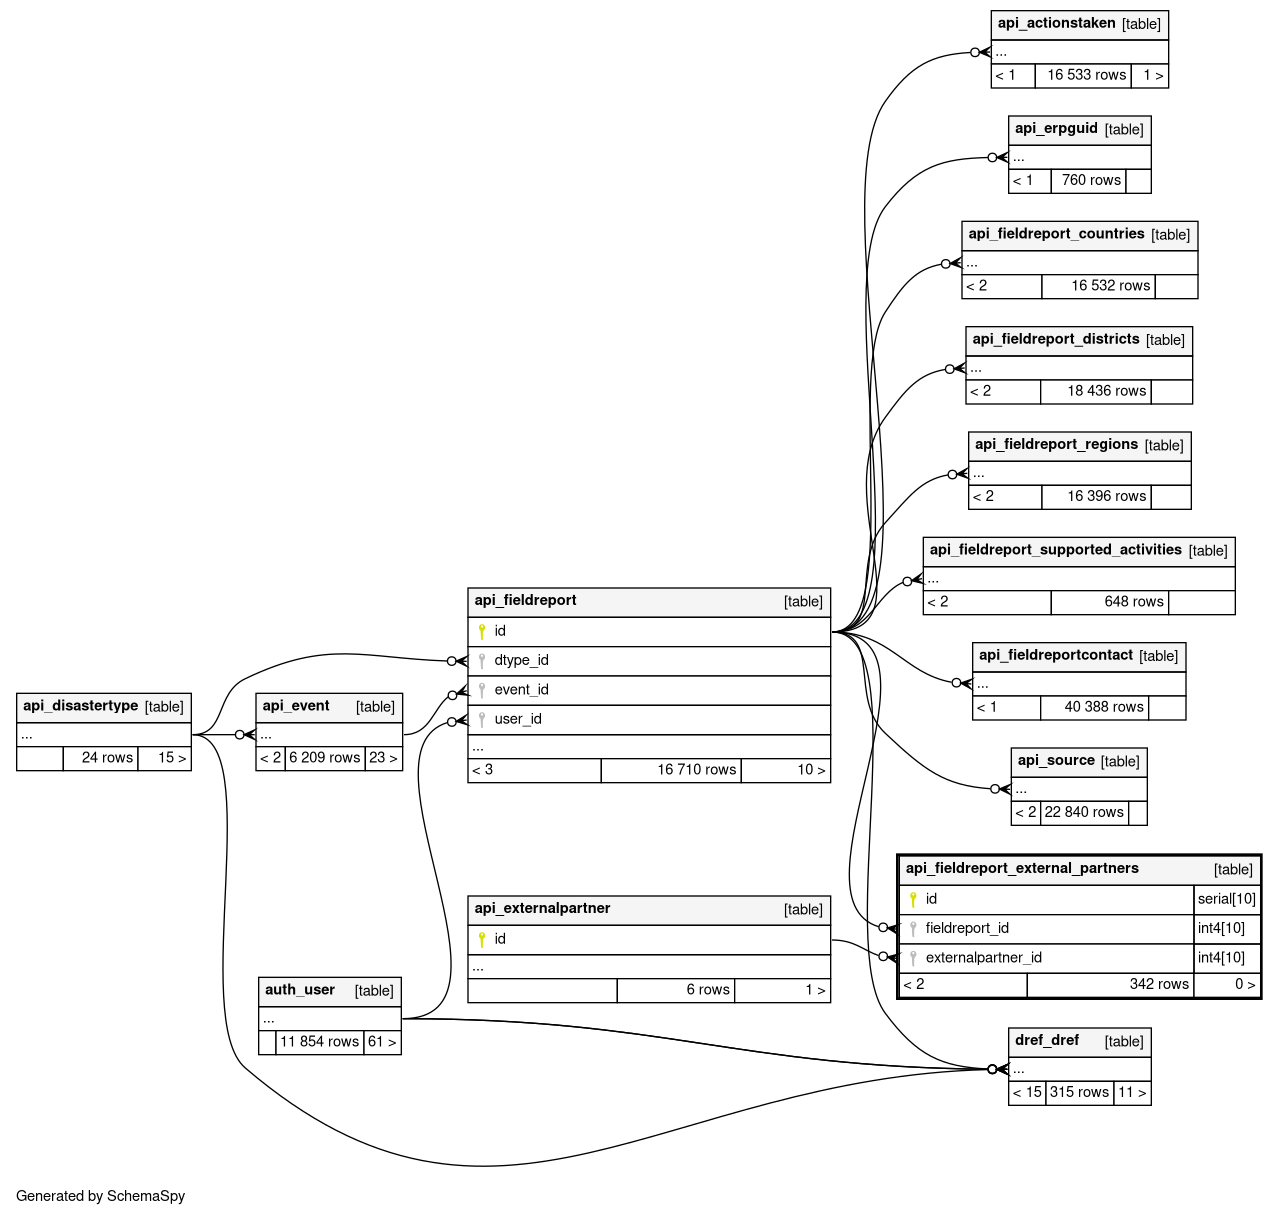 api_actionstaken [table]
...
< 1 16 533 rows 1 >
api_erpguid [table]
...
< 1 760 rows
api_fieldreport_countries [table]
...
< 2 16 532 rows
api_fieldreport_districts [table]
...
< 2 18 436 rows
api_fieldreport_regions [table]
...
< 2 16 396 rows
api_fieldreport_supported_activities [table]
...
< 2 648 rows
api_fieldreport [table]
id
dtype_id
event_id
user_id
...
< 3 16 710 rows 10 >
api_fieldreportcontact [table]
...
< 1 40 388 rows
api_disastertype [table]
...
24 rows 15 >
api_event [table]
...
< 2 6 209 rows 23 >
api_source [table]
...
< 2 22 840 rows
api_fieldreport_external_partners [table]
id serial[10]
fieldreport_id int4[10]
externalpartner_id int4[10]
< 2 342 rows 0 >
api_externalpartner [table]
id
...
6 rows 1 >
auth_user [table]
...
11 854 rows 61 >
dref_dref [table]
...
< 15 315 rows 11 >
Generated by SchemaSpy